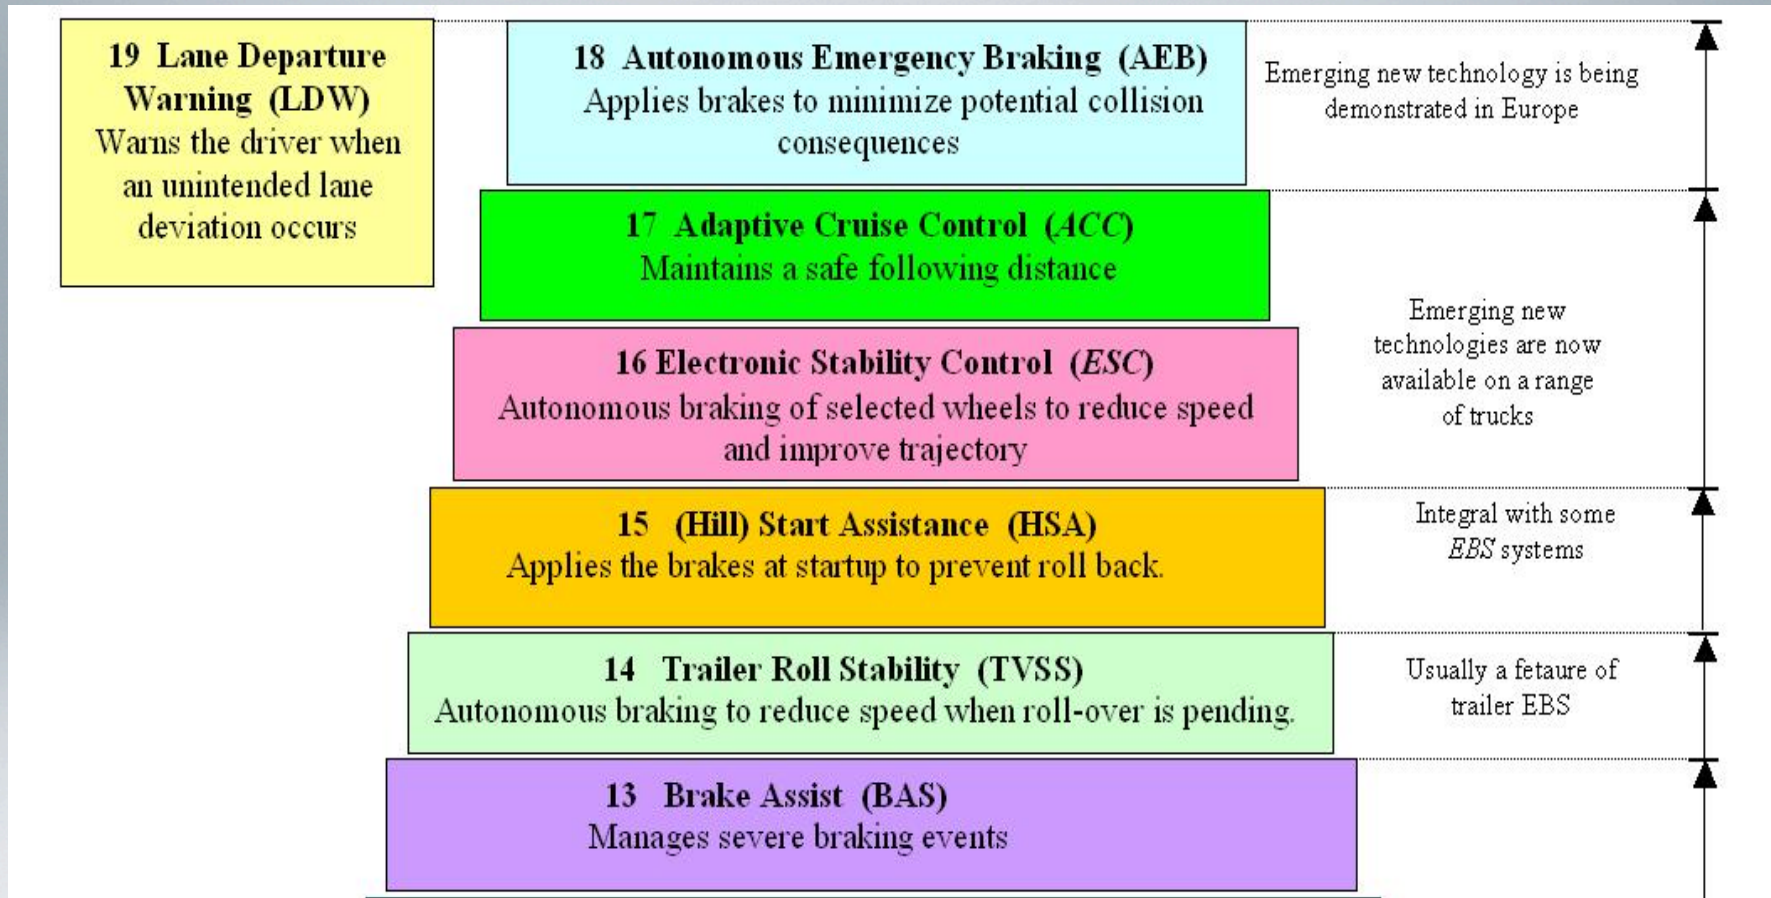 19 Lane Departure
Warning (LDW)
Warns the driver when
an unintended lane
deviation occurs
18 Autonomous Emergency Braking (AEB)
Applies brakes to minimize potential collision
consequences
Emerging new technology is being
demonstrated in Europe
17 Adaptive Cruise Control (ACC)
Maintains a safe following distance
16 Electronic Stability Control (ESC)
Autonomous braking of selected wheels to reduce speed
and improve trajectory
Emerging new
technologies are now
available on a range
of trucks
15 (Hill) Start Assistance (HSA)
Applies the brakes at startup to prevent roll back.
Integral with some
EBS systems
14 Trailer Roll Stability (TVSS)
Autonomous braking to reduce speed when roll-over is pending.
Usually a fetaure of
trailer EBS
13 Brake Assist (BAS)
Manages severe braking events